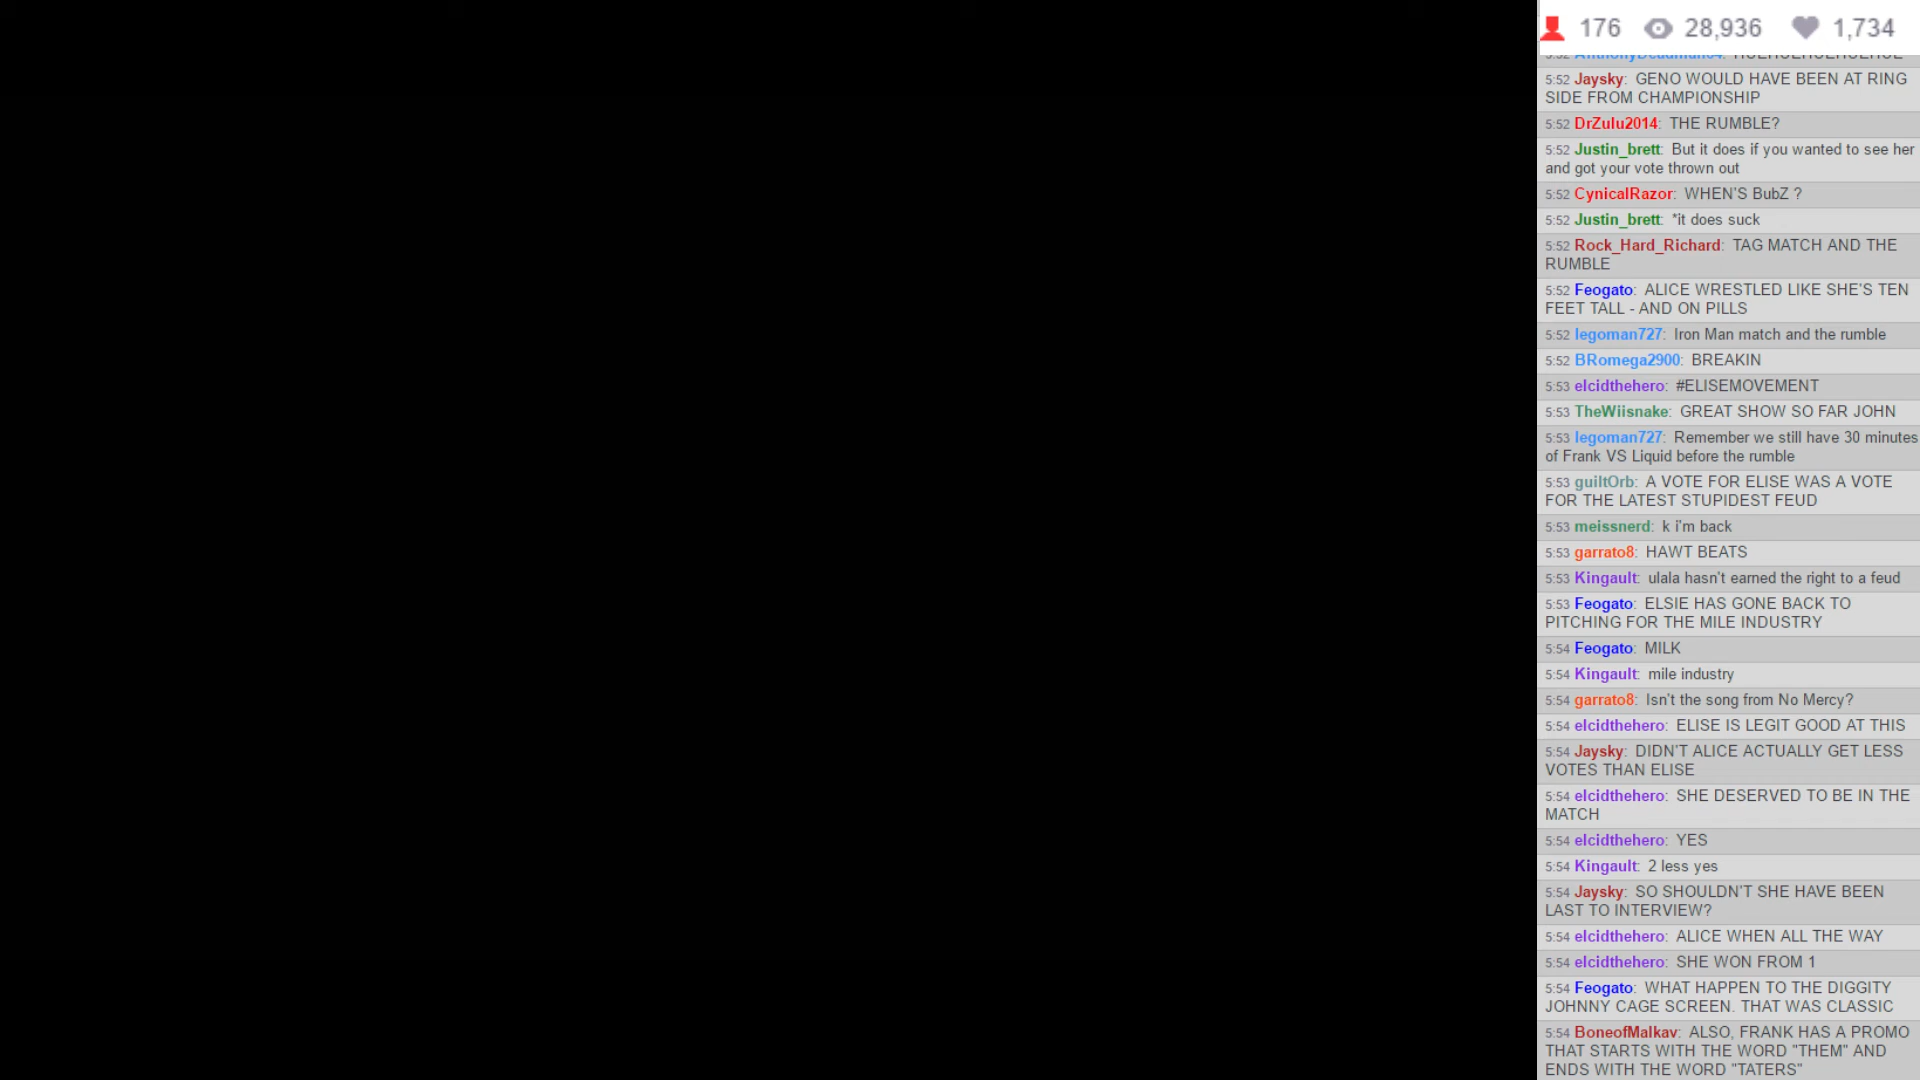 176 28,936 1,734
5:52 Jaysky: GENO WOULD HAVE BEEN AT RING
SIDE FROM CHAMPIONSHIP
5:52 DrZulu2014: THE RUMBLE?
5:52 Justin_brett: But it does if you wanted to see her
and got your vote thrown out
5:52 CynicalRazor: WHEN'S BubZ ?
5:52 Justin_brett: *it does suck
5:52 Rock_Hard_Richard: TAG MATCH AND THE
RUMBLE
5:52 Feogato: ALICE WRESTLED LIKE SHE'S TEN
FEET TALL - AND ON PILLS
5:52 legoman727: Iron Man match and the rumble
5:52 BRomega2900: BREAKIN
5:53 elcidthehero: #ELISEMOVEMENT
5:53 TheWiisnake: GREAT SHOW SO FAR JOHN
5:53 legoman727: Remember we still have 30 minutes
of Frank VS Liquid before the rumble
5:53 guiltOrb: A VOTE FOR ELISE WAS A VOTE
FOR THE LATEST STUPIDEST FEUD
5:53 meissnerd: k i'm back
5:53 garrato8: HAWT BEATS
5:53 Kingault: ulala hasn't earned the right to a feud
5:53 Feogato: ELSIE HAS GONE BACK TO
PITCHING FOR THE MILE INDUSTRY
5:54 Feogato: MILK
5:54 Kingault: mile industry
5:54 garrato8: Isn't the song from No Mercy?
5:54 elcidthehero: ELISE IS LEGIT GOOD AT THIS
5:54 Jaysky: DIDN'T ALICE ACTUALLY GET LESS
VOTES THAN ELISE
5:54 elcidthehero: SHE DESERVED TO BE IN THE
MATCH
5:54 elcidthehero: YES
5:54 Kingault: 2 less yes
5:54 Jaysky: SO SHOULDN'T SHE HAVE BEEN
LAST TO INTERVIEW?
5:54 elcidthehero: ALICE WHEN ALL THE WAY
5:54 elcidthehero: SHE WON FROM 1
5:54 Feogato: WHAT HAPPEN TO THE DIGGITY
JOHNNY CAGE SCREEN. THAT WAS CLASSIC
5:54 BoneofMalkav: ALSO, FRANK HAS A PROMO
THAT STARTS WITH THE WORD "THEM" AND
ENDS WITH THE WORD "TATERS"